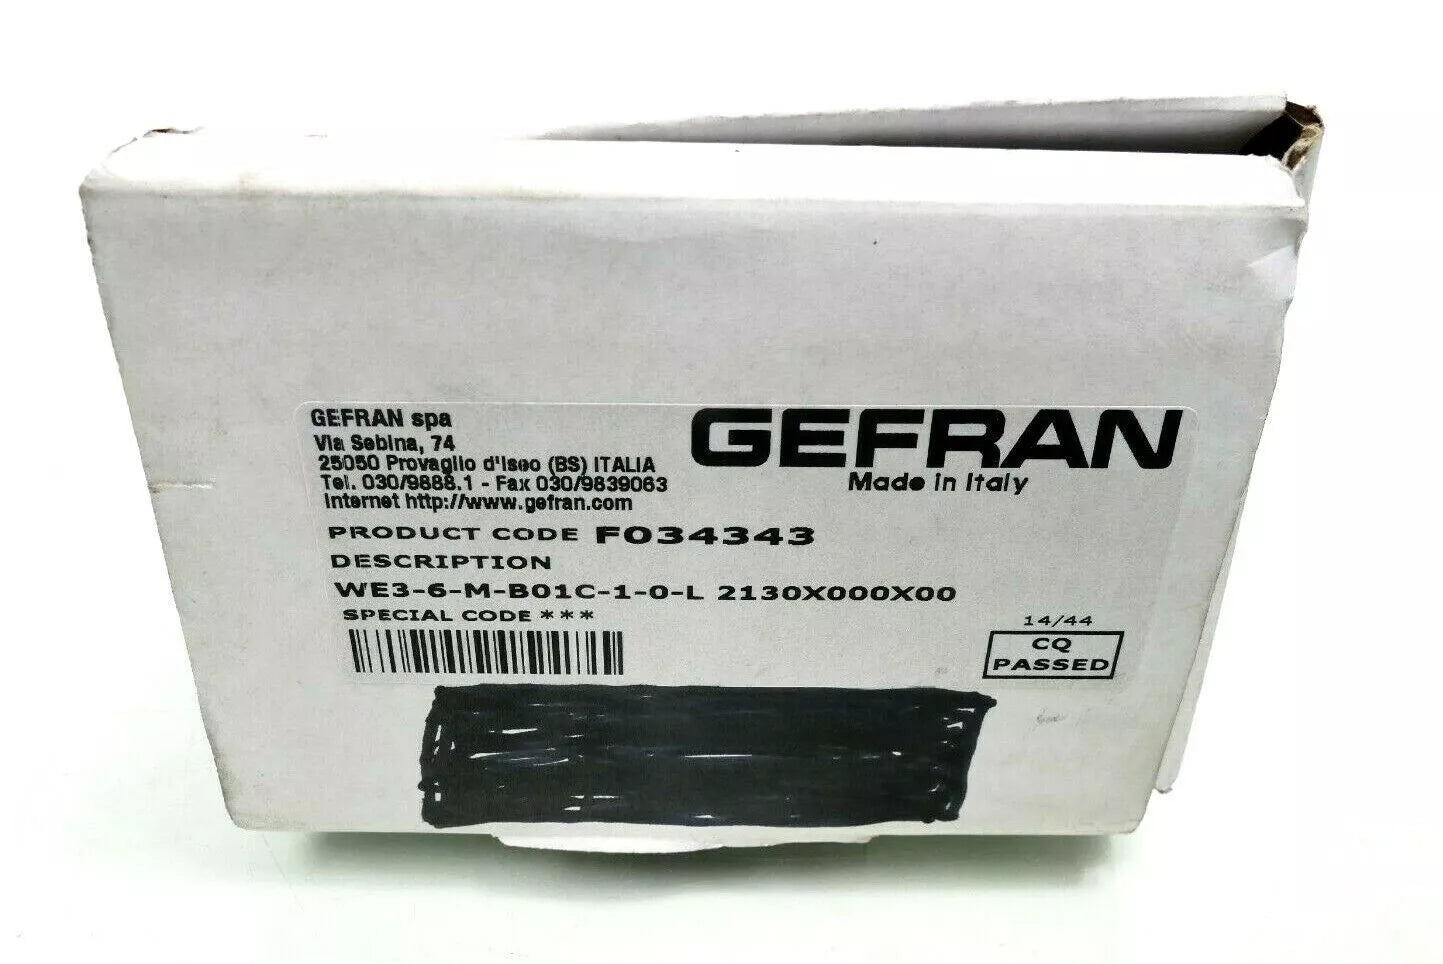 GEFRAN spa
Via Sebina, 74
25050 Provaglio d'Iseo (BS) ITALIA
Tel. 030/9888.1 - Fax 030/9839063
Internet http://www.gefran.com
GEFRAN
Made in Italy
PRODUCT CODE F034343
DESCRIPTION
WE3-6-M-B01C-1-0-L 2130X000X00
SPECIAL CODE ***
14/44
CQ
PASSED